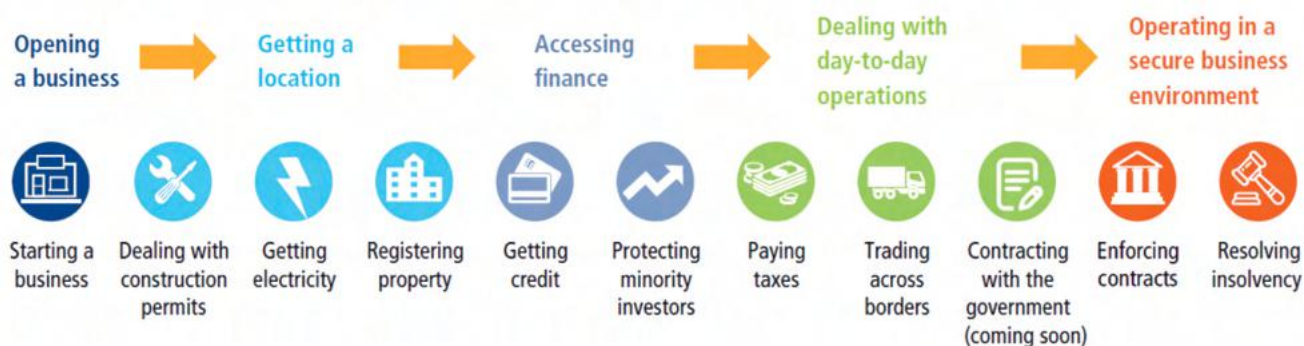 Opening
a business
Getting a
location
Accessing
finance
Dealing with
day-to-day
operations
Operating in a
secure business
environment
Starting a
business
Dealing with
construction
permits
Getting
electricity
Registering
property
Getting
credit
Protecting
minority
investors
Paying
taxes
Trading
across
borders
Contracting
with the
government
(coming soon)
Enforcing
contracts
Resolving
insolvency